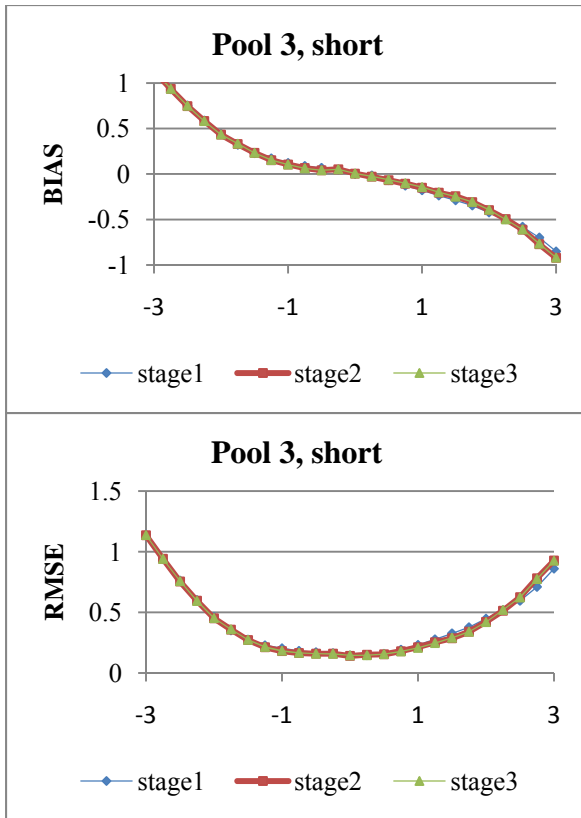 Pool 3, short
1
0.5
0
-0.5
-1
BIAS
-3 -1 1 3
stage1 stage2 stage3
Pool 3, short
1.5
1
0.5
0
RMSE
-3 -1 1 3
stage1 stage2 stage3